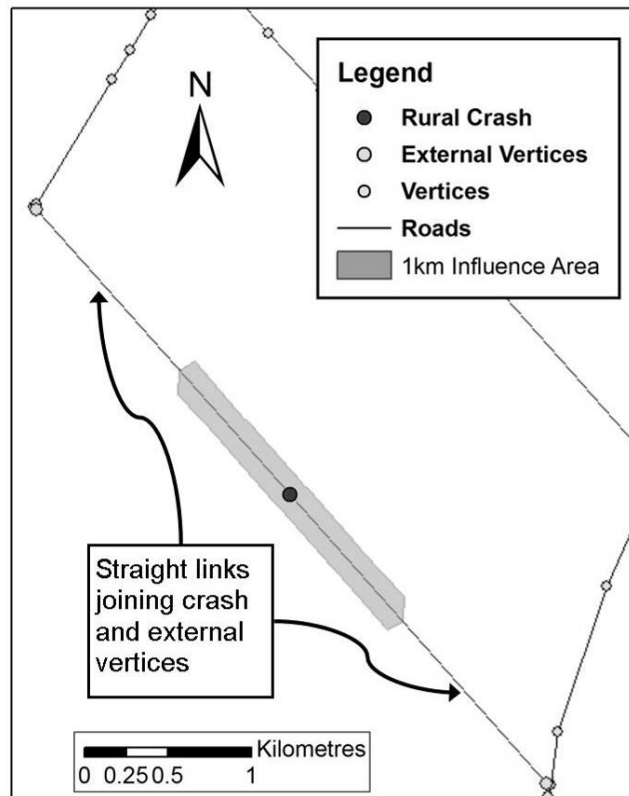 N
Legend
Rural Crash
External Vertices
Vertices
Roads
1km Influence Area
Straight links
joining crash
and external
vertices
Kilometres
0 0.25 0.5 1